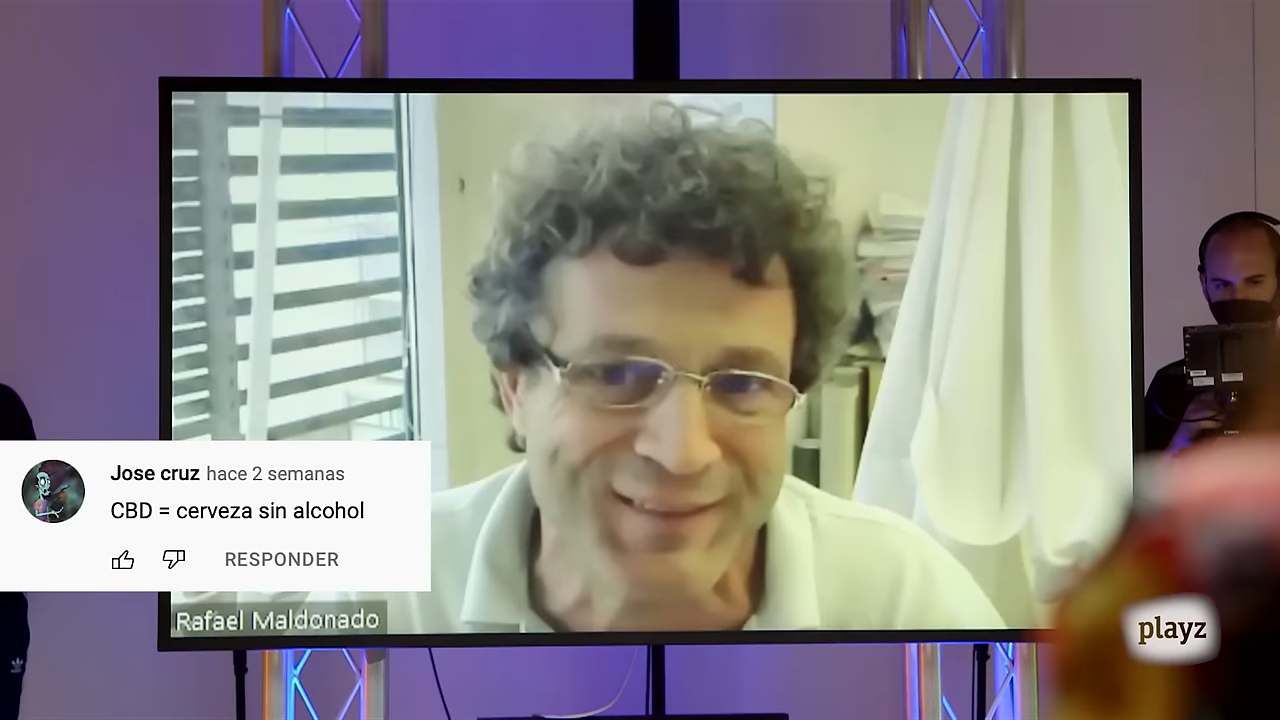 Jose cruz hace 2 semanas
CBD = cerveza sin alcohol
RESPONDER
Rafael Maldonado
playz